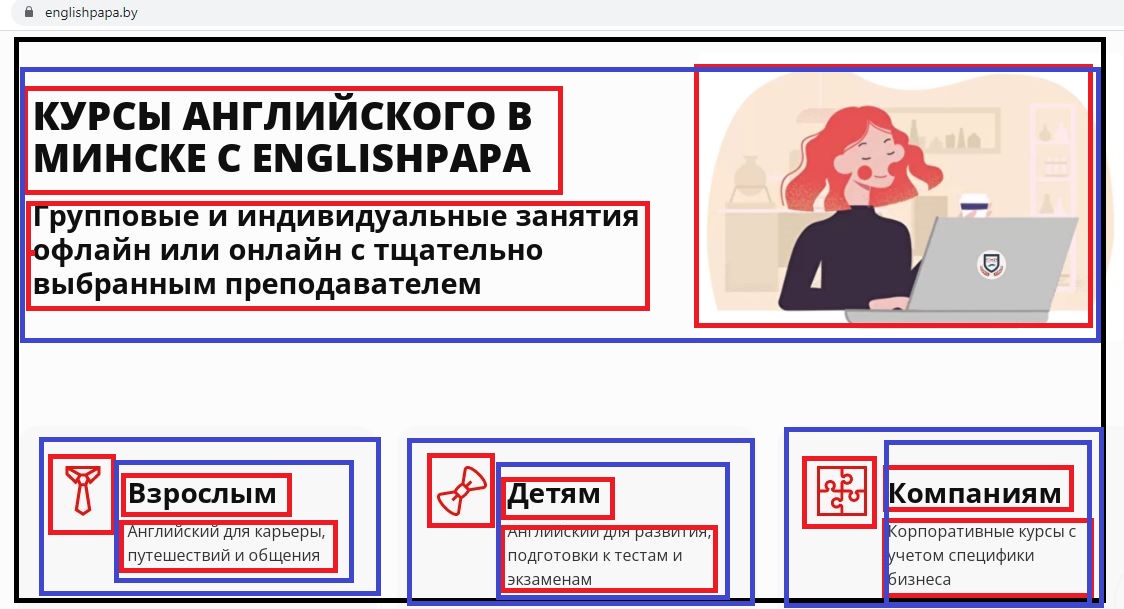 englishpapa.by
КУРСЫ АНГЛИЙСКОГО В
МИНСКЕ С ENGLISHPAPA
Групповые и индивидуальные занятия
офлайн или онлайн с тщательно
выбранным преподавателем
Взрослым
Английский для карьеры,
путешествий и общения
Детям
Английский для развития,
подготовки к тестам и
экзаменам
Компаниям
Корпоративные курсы с
учетом специфики
бизнеса